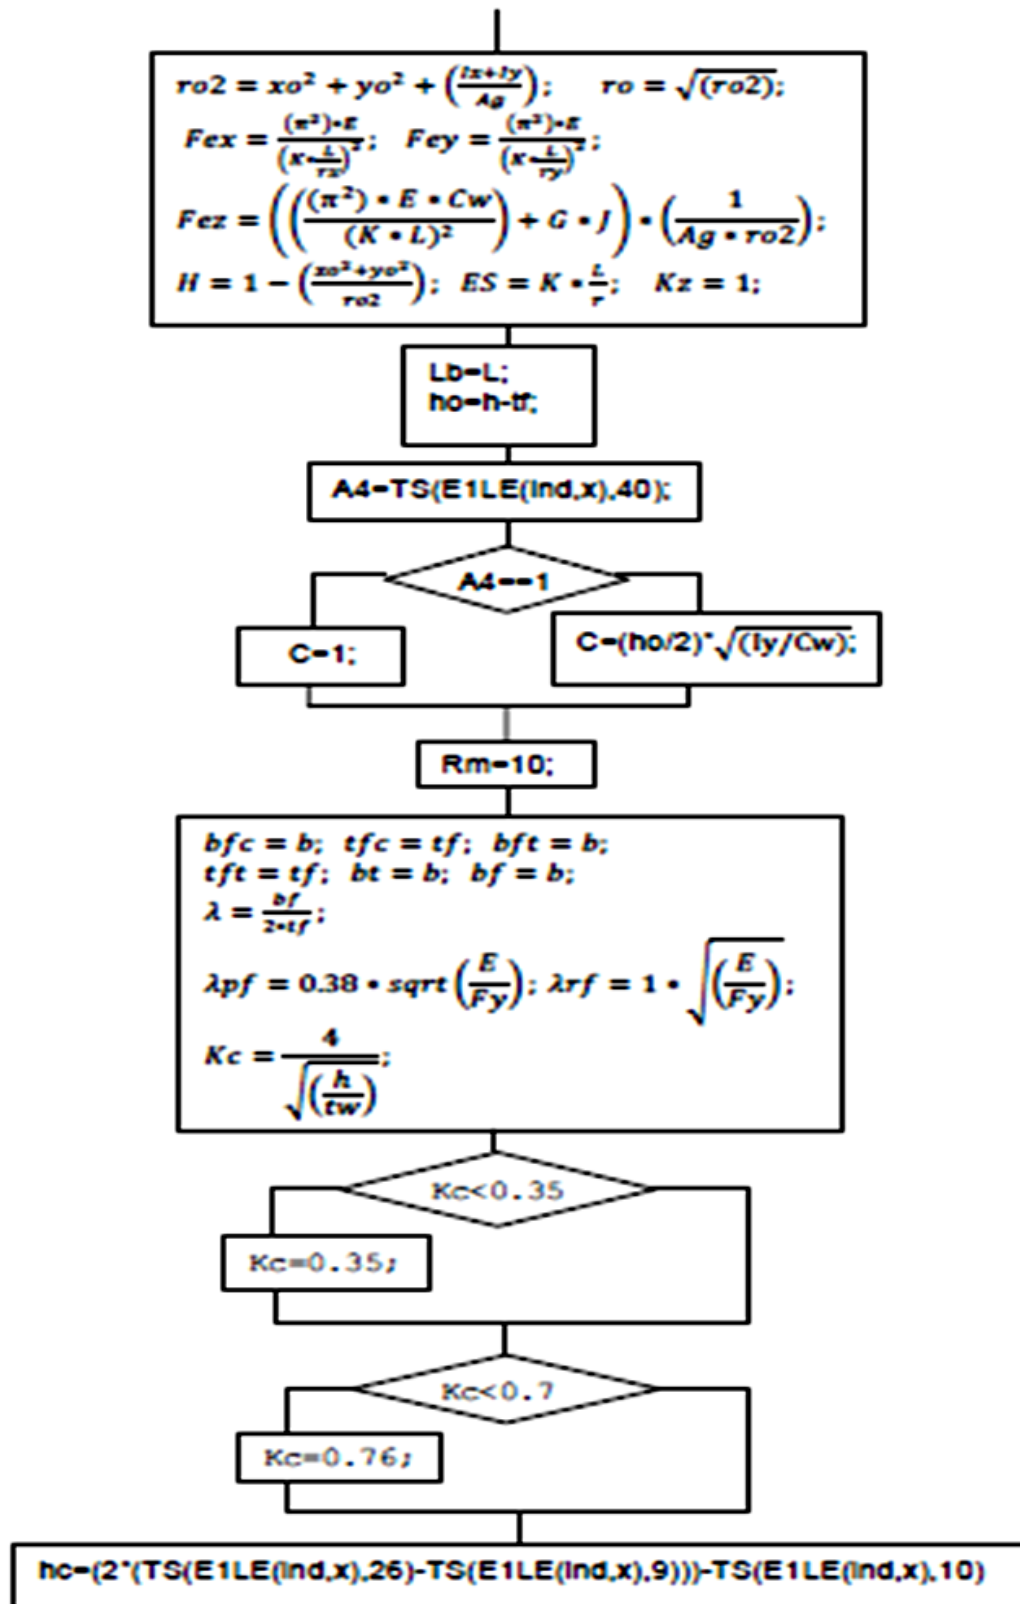 ro2 = xo² + yo² + ((Ix+Iy)/Ag); ro = √(ro2);
Fex = ((π²)•E)/(K•L/rx)²; Fey = ((π²)•E)/(K•L/ry)²;
Fez = ((((π²) • E • Cw)/(K • L)²) + G • J) • (1/(Ag • ro2));
H = 1 − ((xo²+yo²)/ro2); ES = K • L/r; Kz = 1;
Lb=L;
ho=h-tf;
A4=TS(E1LE(ind,x),40);
A4==1
C=1;
C=(ho/2)*√(Iy/Cw);
Rm=10;
bfc = b; tfc = tf; bft = b;
tft = tf; bt = b; bf = b;
λ = bf/(2•tf);
λpf = 0.38 • sqrt(E/Fy); λrf = 1 • √(E/Fy);
Kc = 4/√(h/tw);
Kc<0.35
Kc=0.35;
Kc<0.7
Kc=0.76;
hc=(2*(TS(E1LE(ind,x),26)-TS(E1LE(ind,x),9)))-TS(E1LE(ind,x),10)